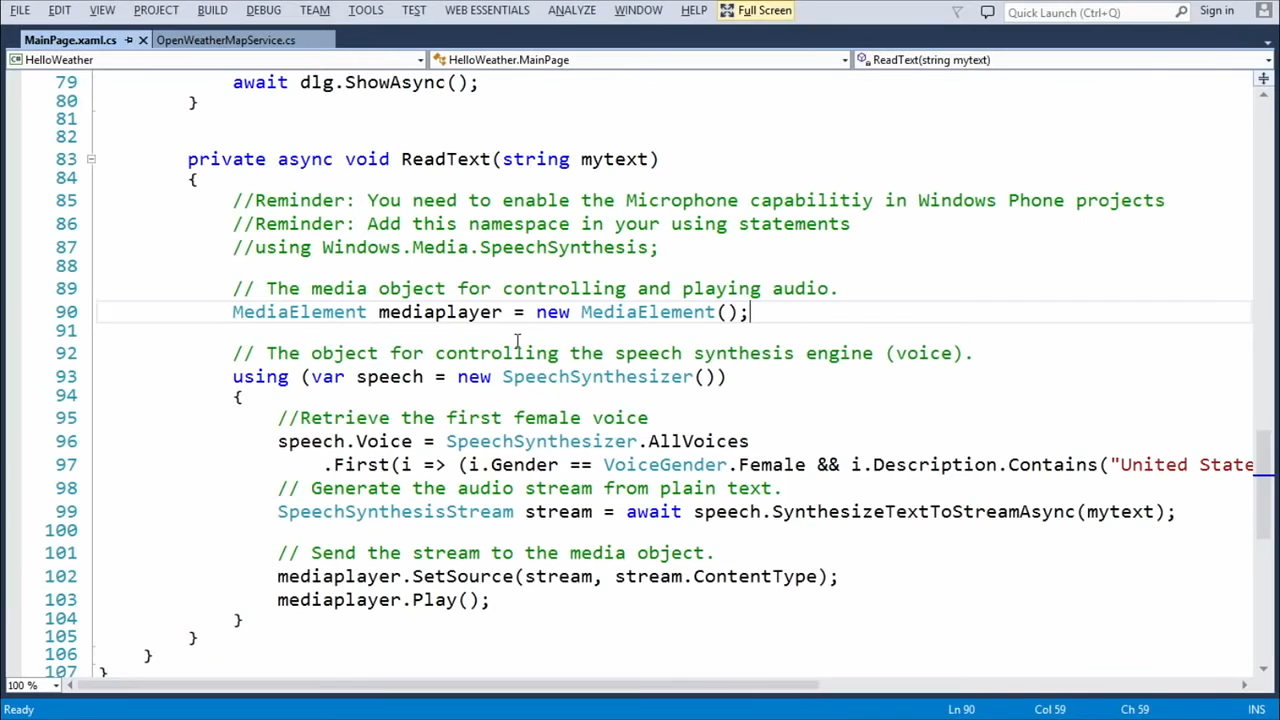 FILE EDIT VIEW PROJECT BUILD DEBUG TEAM TOOLS TEST WEB ESSENTIALS ANALYZE WINDOW HELP Full Screen Quick Launch (Ctrl+Q) Sign in
MainPage.xaml.cs OpenWeatherMapService.cs
HelloWeather HelloWeather.MainPage ReadText(string mytext)
79 await dlg.ShowAsync();
80 }
81
82
83 private async void ReadText(string mytext)
84 {
85 //Reminder: You need to enable the Microphone capabilitiy in Windows Phone projects
86 //Reminder: Add this namespace in your using statements
87 //using Windows.Media.SpeechSynthesis;
88
89 // The media object for controlling and playing audio.
90 MediaElement mediaplayer = new MediaElement();
91
92 // The object for controlling the speech synthesis engine (voice).
93 using (var speech = new SpeechSynthesizer())
94 {
95 //Retrieve the first female voice
96 speech.Voice = SpeechSynthesizer.AllVoices
97 .First(i => (i.Gender == VoiceGender.Female && i.Description.Contains("United State
98 // Generate the audio stream from plain text.
99 SpeechSynthesisStream stream = await speech.SynthesizeTextToStreamAsync(mytext);
100
101 // Send the stream to the media object.
102 mediaplayer.SetSource(stream, stream.ContentType);
103 mediaplayer.Play();
104 }
105 }
106 }
107 }
100 %
Ready Ln 90 Col 59 Ch 59 INS